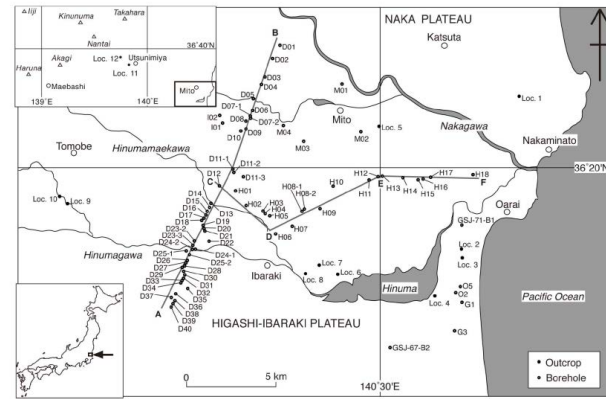 Iiji
Kinunuma
Takahara
Nantai
Akagi
Loc. 12
Utsunimiya
Haruna
Loc. 11
Maebashi
Mito
139°E
140° E
NAKA PLATEAU
Katsuta
36°40'N
B
D01
D02
D03
D04
D05
D06
D07-1
D07-2
D08
D09
D10
I02
I01
M01
M04
Mito
M02
M03
Loc. 5
Loc. 1
Nakagawa
Nakaminato
36°20'N
Tobome
Hinumamaekawa
D11-1
D11-2
D11-3
C
D12
H01
H02
H03
H04
H05
H06
H07
H08-1
H08-2
H09
H10
H11
H12
E
H13
H14
H15
H16
H17
H18
F
Oarai
Loc. 10
Loc. 9
D14
D15
D16
D17
D18
D13
D19
D20
D21
D22
D23-2
D23-3
D24-2
D24-1
D25-1
D25-2
D26
D27
D28
D29
D30
D31
D32
D33
D34
D35
D36
D37
D38
D39
D40
A
D
Hinumagawa
Ibaraki
Loc. 7
Loc. 8
Loc. 6
Hinuma
Loc. 4
GSJ-71-B1
Loc. 2
Loc. 3
O5
O2
G1
G3
GSJ-67-B2
Pacific Ocean
HIGASHI-IBARAKI PLATEAU
0 5 km
140°30'E
Outcrop
Borehole